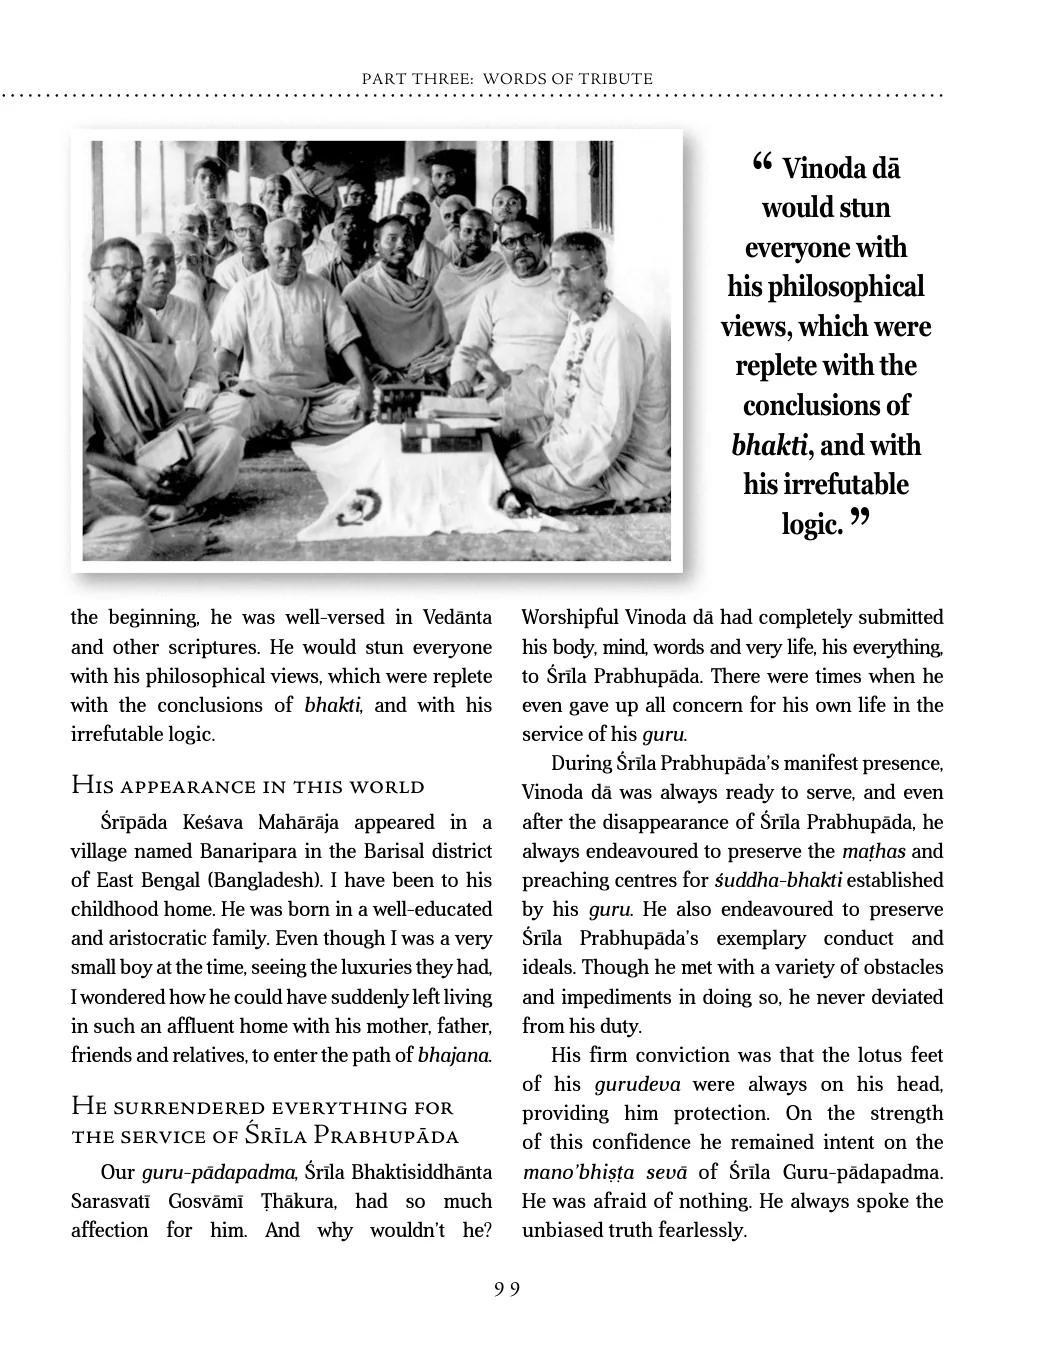 PART THREE: WORDS OF TRIBUTE
“ Vinoda dā
would stun
everyone with
his philosophical
views, which were
replete with the
conclusions of
bhakti, and with
his irrefutable
logic. ”
the beginning, he was well-versed in Vedānta
and other scriptures. He would stun everyone
with his philosophical views, which were replete
with the conclusions of bhakti, and with his
irrefutable logic.
His appearance in this world
Śrīpāda Keśava Mahārāja appeared in a
village named Banaripara in the Barisal district
of East Bengal (Bangladesh). I have been to his
childhood home. He was born in a well-educated
and aristocratic family. Even though I was a very
small boy at the time, seeing the luxuries they had,
I wondered how he could have suddenly left living
in such an affluent home with his mother, father,
friends and relatives, to enter the path of bhajana.
He surrendered everything for
the service of Śrīla Prabhupāda
Our guru-pādapadma, Śrīla Bhaktisiddhānta
Sarasvatī Gosvāmī Ṭhākura, had so much
affection for him. And why wouldn’t he?
Worshipful Vinoda dā had completely submitted
his body, mind, words and very life, his everything,
to Śrīla Prabhupāda. There were times when he
even gave up all concern for his own life in the
service of his guru.
During Śrīla Prabhupāda’s manifest presence,
Vinoda dā was always ready to serve, and even
after the disappearance of Śrīla Prabhupāda, he
always endeavoured to preserve the maṭhas and
preaching centres for śuddha-bhakti established
by his guru. He also endeavoured to preserve
Śrīla Prabhupāda’s exemplary conduct and
ideals. Though he met with a variety of obstacles
and impediments in doing so, he never deviated
from his duty.
His firm conviction was that the lotus feet
of his gurudeva were always on his head,
providing him protection. On the strength
of this confidence he remained intent on the
mano’bhiṣṭa sevā of Śrīla Guru-pādapadma.
He was afraid of nothing. He always spoke the
unbiased truth fearlessly.
99